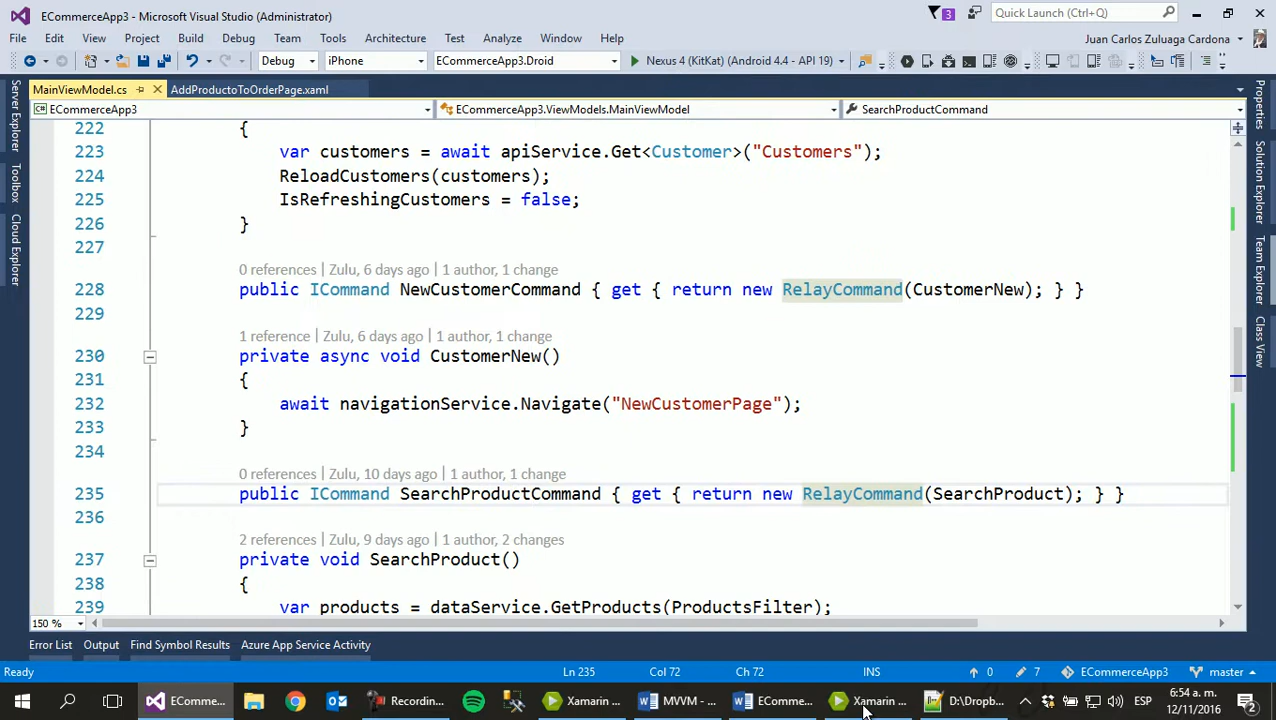 ECommerceApp3 - Microsoft Visual Studio (Administrator)
3
Quick Launch (Ctrl+Q)
File Edit View Project Build Debug Team Tools Architecture Test Analyze Window Help
Juan Carlos Zuluaga Cardona
Debug iPhone ECommerceApp3.Droid Nexus 4 (KitKat) (Android 4.4 - API 19)
MainViewModel.cs AddProductoToOrderPage.xaml
ECommerceApp3 ECommerceApp3.ViewModels.MainViewModel SearchProductCommand
Server Explorer
Toolbox
Cloud Explorer
222 {
223 var customers = await apiService.Get<Customer>("Customers");
224 ReloadCustomers(customers);
225 IsRefreshingCustomers = false;
226 }
227
0 references | Zulu, 6 days ago | 1 author, 1 change
228 public ICommand NewCustomerCommand { get { return new RelayCommand(CustomerNew); } }
229
1 reference | Zulu, 6 days ago | 1 author, 1 change
230 private async void CustomerNew()
231 {
232 await navigationService.Navigate("NewCustomerPage");
233 }
234
0 references | Zulu, 10 days ago | 1 author, 1 change
235 public ICommand SearchProductCommand { get { return new RelayCommand(SearchProduct); } }
236
2 references | Zulu, 9 days ago | 1 author, 2 changes
237 private void SearchProduct()
238 {
239 var products = dataService.GetProducts(ProductsFilter);
Properties
Solution Explorer
Team Explorer
Class View
150 %
Error List Output Find Symbol Results Azure App Service Activity
Ready Ln 235 Col 72 Ch 72 INS 0 7 ECommerceApp3 master
EComme... Recordin... Xamarin ... MVVM - ... EComme... Xamarin ... D:\Dropb... ESP 6:54 a. m.
12/11/2016
2